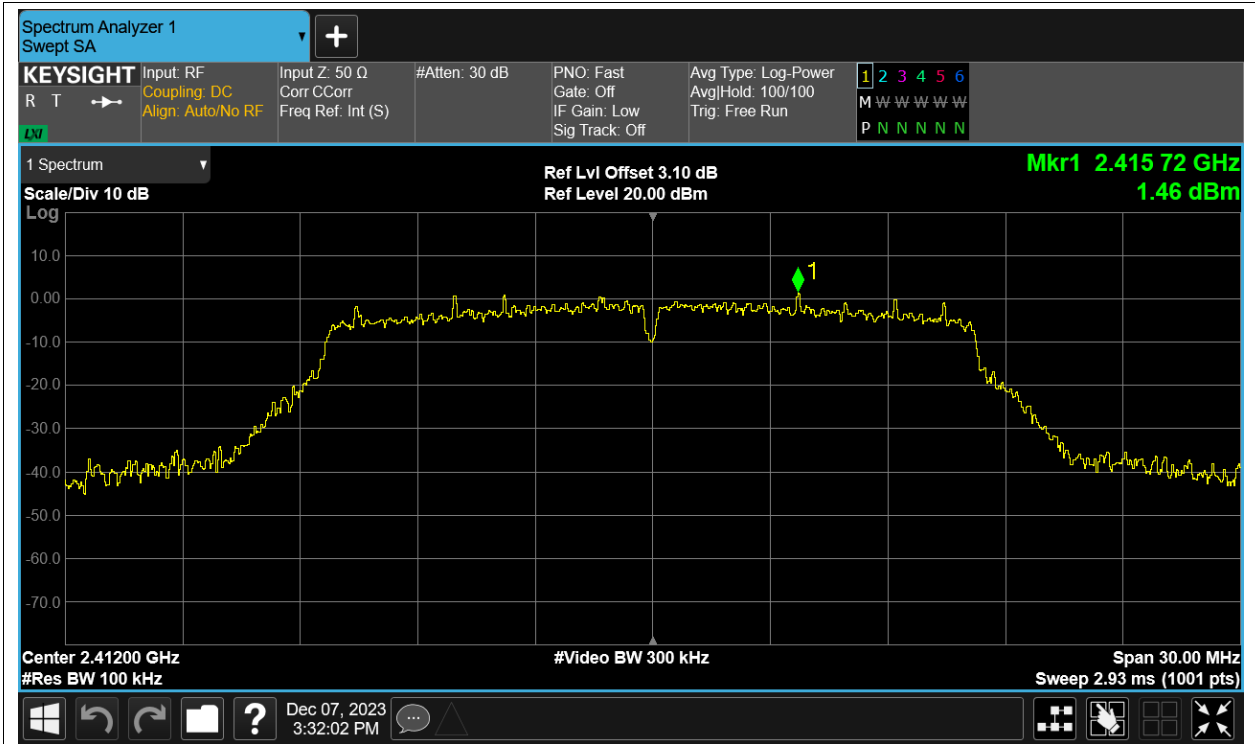 Spectrum Analyzer 1
Swept SA
KEYSIGHT
R T
LXI
Input: RF
Coupling: DC
Align: Auto/No RF
Input Z: 50 Ω
Corr CCorr
Freq Ref: Int (S)
#Atten: 30 dB
PNO: Fast
Gate: Off
IF Gain: Low
Sig Track: Off
Avg Type: Log-Power
Avg|Hold: 100/100
Trig: Free Run
1 2 3 4 5 6
M W W W W W
P N N N N N
1 Spectrum
Scale/Div 10 dB
Log
Ref Lvl Offset 3.10 dB
Ref Level 20.00 dBm
Mkr1 2.415 72 GHz
1.46 dBm
10.0
0.00
-10.0
-20.0
-30.0
-40.0
-50.0
-60.0
-70.0
1
Center 2.41200 GHz
#Res BW 100 kHz
#Video BW 300 kHz
Span 30.00 MHz
Sweep 2.93 ms (1001 pts)
?
Dec 07, 2023
3:32:02 PM